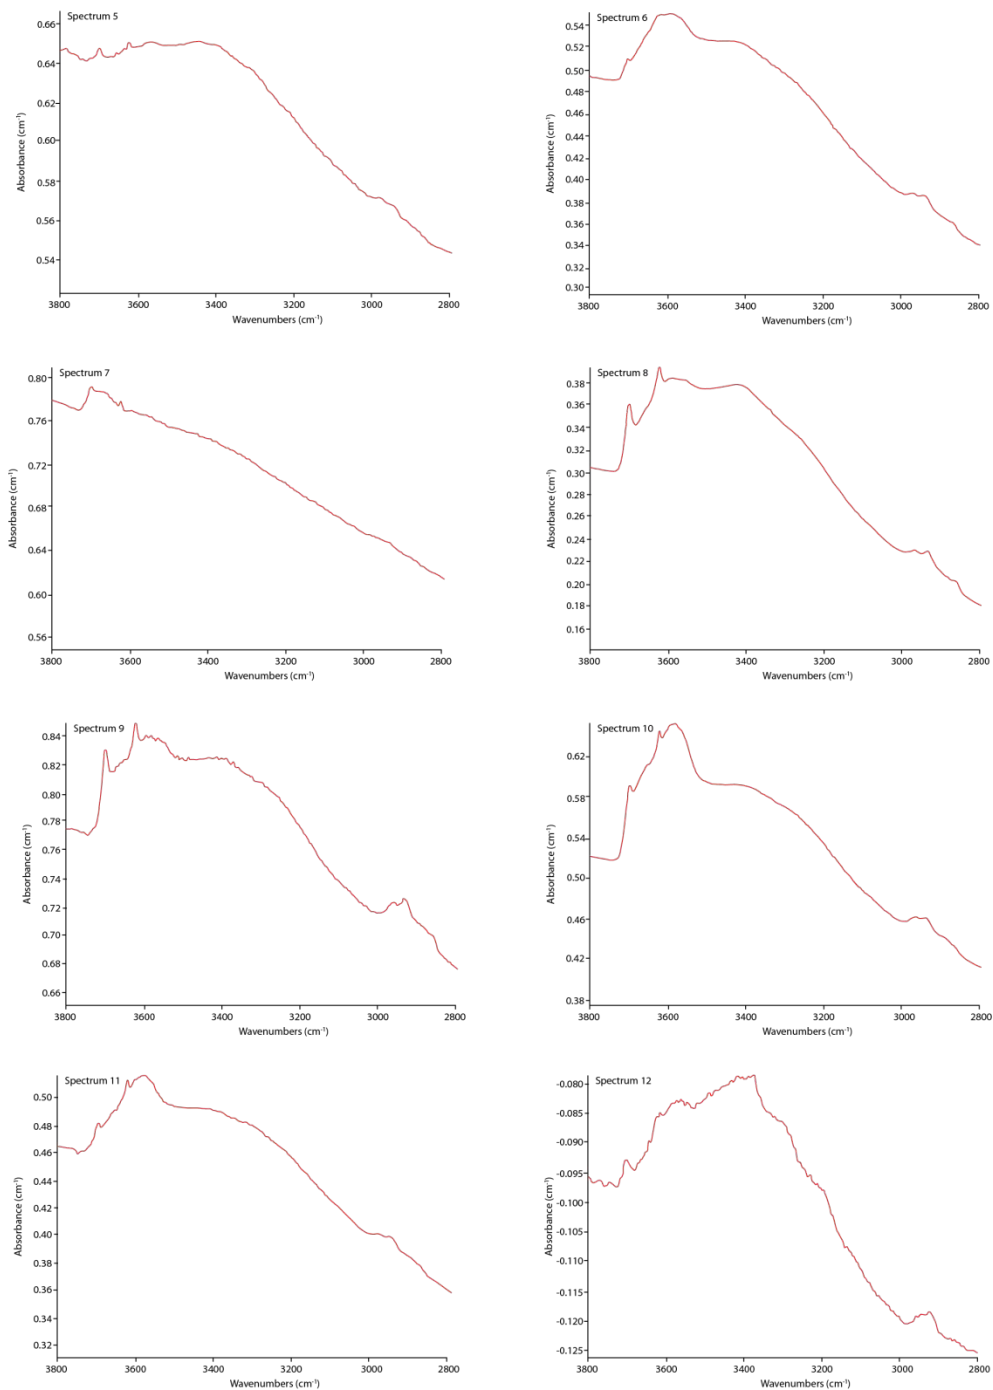 Spectrum 5
0.66
0.64
0.62
0.60
0.58
0.56
0.54
Absorbance (cm⁻¹)
3800 3600 3400 3200 3000 2800
Wavenumbers (cm⁻¹)
Spectrum 6
0.54
0.52
0.50
0.48
0.46
0.44
0.42
0.40
0.38
0.36
0.34
0.32
0.30
Absorbance (cm⁻¹)
3800 3600 3400 3200 3000 2800
Wavenumbers (cm⁻¹)
Spectrum 7
0.80
0.76
0.72
0.68
0.64
0.60
0.56
Absorbance (cm⁻¹)
3800 3600 3400 3200 3000 2800
Wavenumbers (cm⁻¹)
Spectrum 8
0.38
0.36
0.34
0.32
0.30
0.28
0.26
0.24
0.22
0.20
0.18
0.16
Absorbance (cm⁻¹)
3800 3600 3400 3200 3000 2800
Wavenumbers (cm⁻¹)
Spectrum 9
0.84
0.82
0.80
0.78
0.76
0.74
0.72
0.70
0.68
0.66
Absorbance (cm⁻¹)
3800 3600 3400 3200 3000 2800
Wavenumbers (cm⁻¹)
Spectrum 10
0.62
0.58
0.54
0.50
0.46
0.42
0.38
Absorbance (cm⁻¹)
3800 3600 3400 3200 3000 2800
Wavenumbers (cm⁻¹)
Spectrum 11
0.50
0.48
0.46
0.44
0.42
0.40
0.38
0.36
0.34
0.32
Absorbance (cm⁻¹)
3800 3600 3400 3200 3000 2800
Wavenumbers (cm⁻¹)
Spectrum 12
-0.080
-0.085
-0.090
-0.095
-0.100
-0.105
-0.110
-0.115
-0.120
-0.125
Absorbance (cm⁻¹)
3800 3600 3400 3200 3000 2800
Wavenumbers (cm⁻¹)